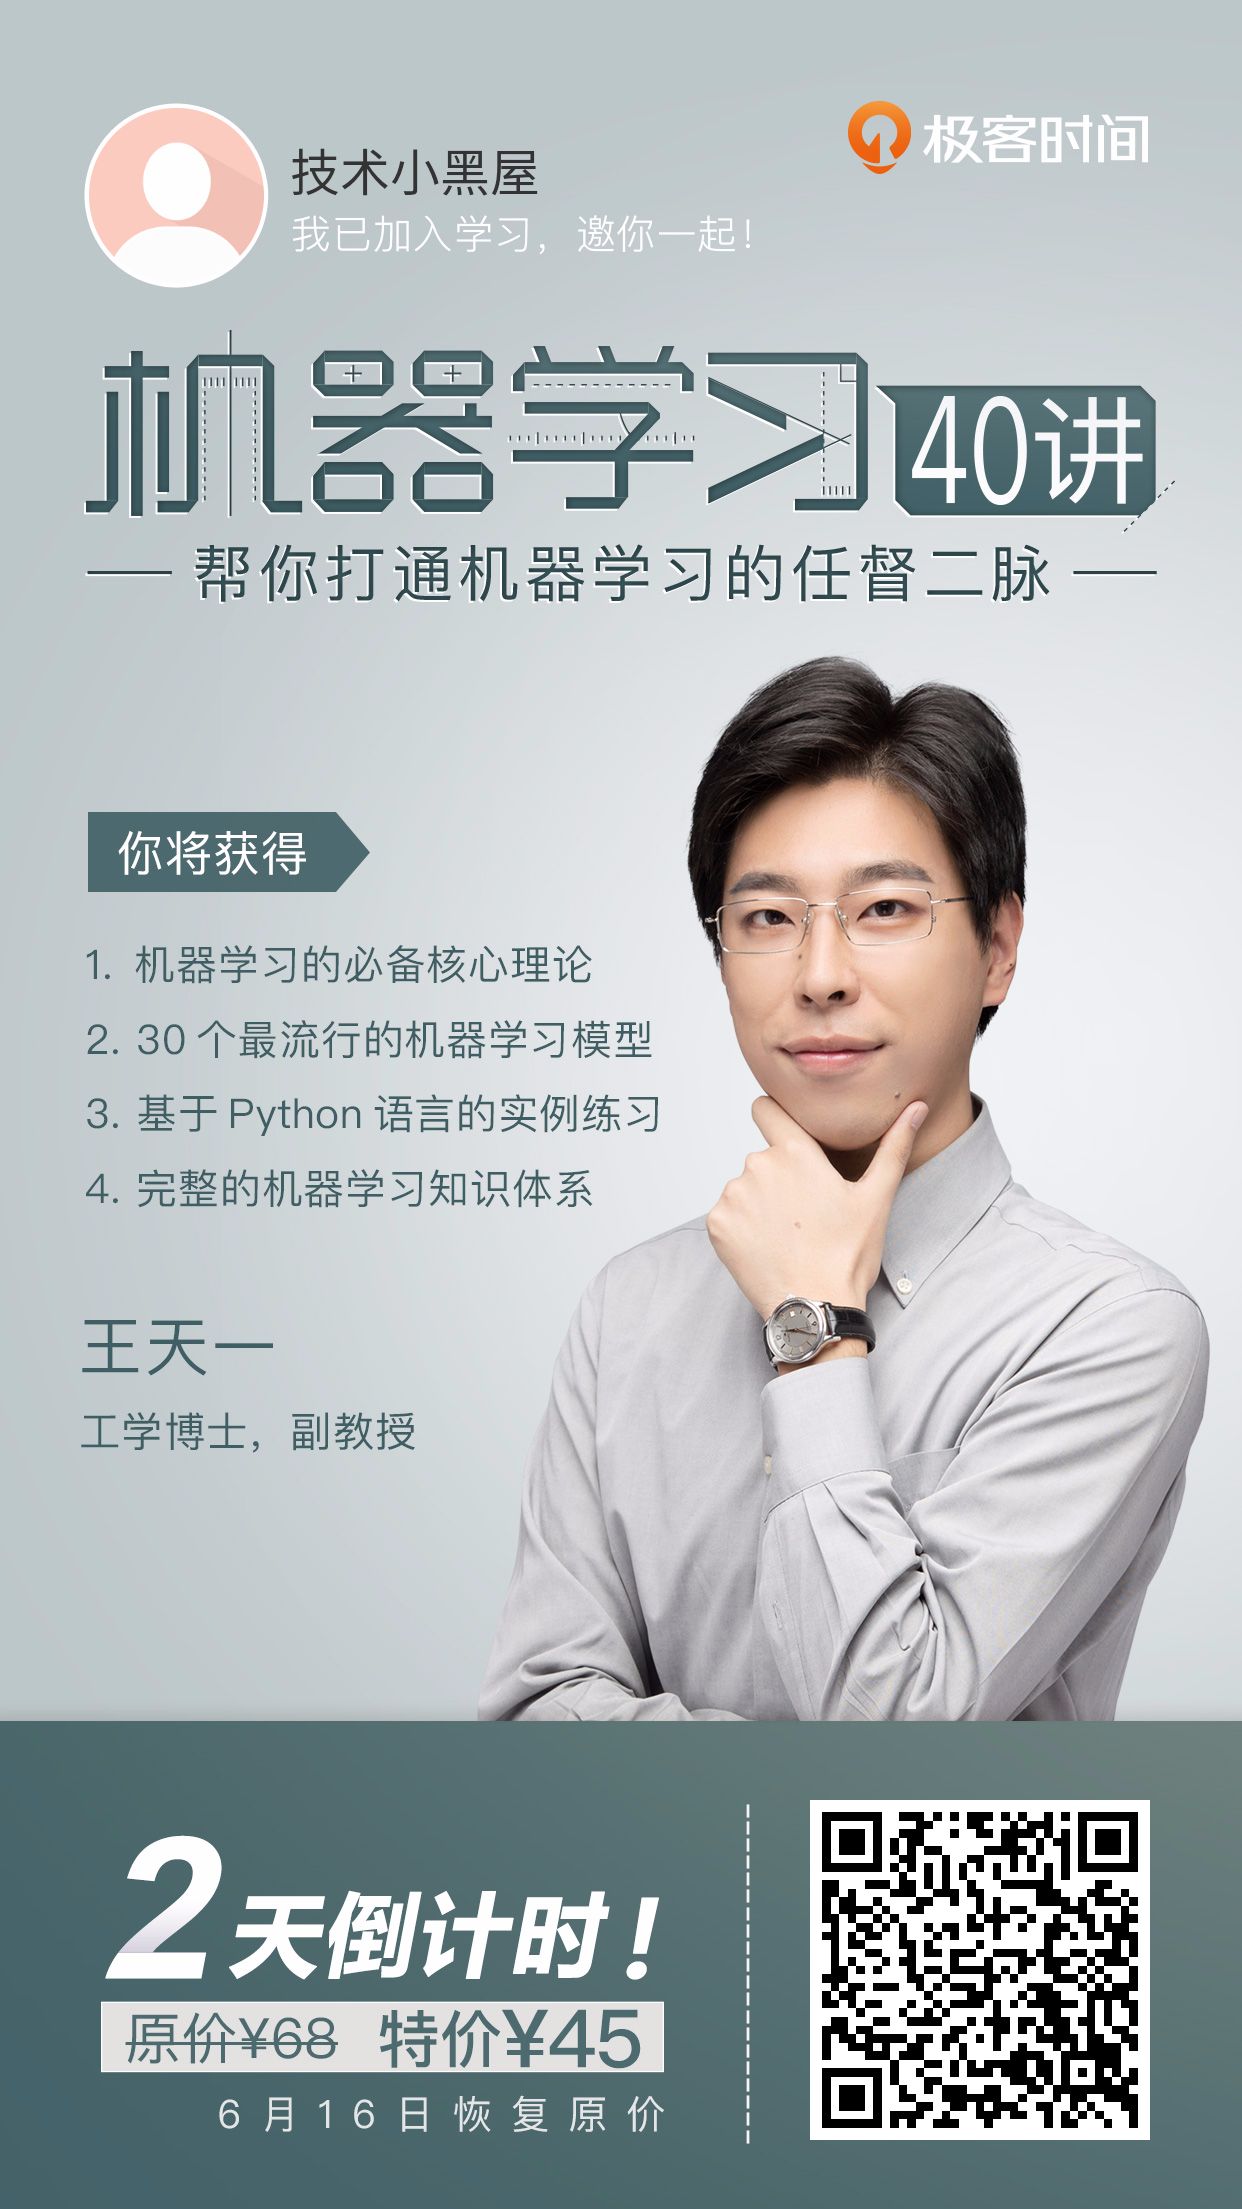 极客时间
技术小黑屋
我已加入学习，邀你一起！
机器学习40讲
帮你打通机器学习的任督二脉
你将获得
1. 机器学习的必备核心理论
2. 30 个最流行的机器学习模型
3. 基于 Python 语言的实例练习
4. 完整的机器学习知识体系
王天一
工学博士，副教授
2天倒计时！
原价¥68 特价¥45
6月16日恢复原价